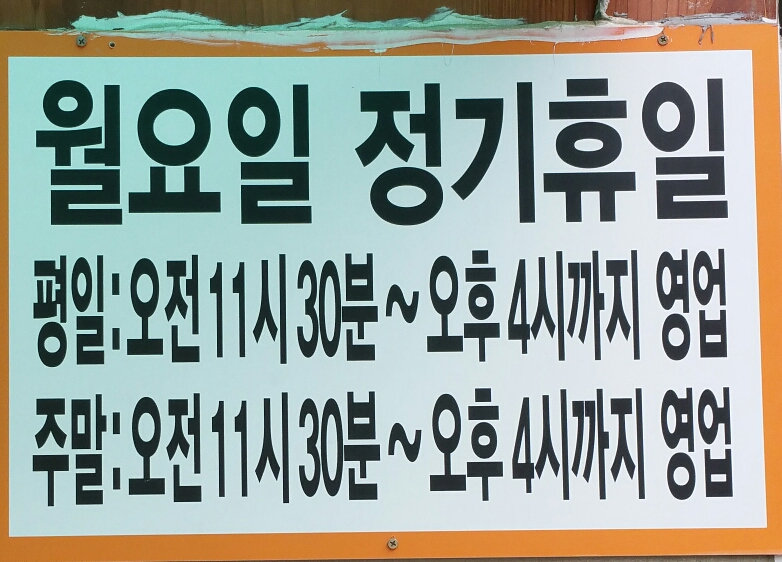 월요일 정기휴일
평일:오전 11시 30분 ~ 오후 4시까지 영업
주말:오전 11시 30분 ~ 오후 4시까지 영업